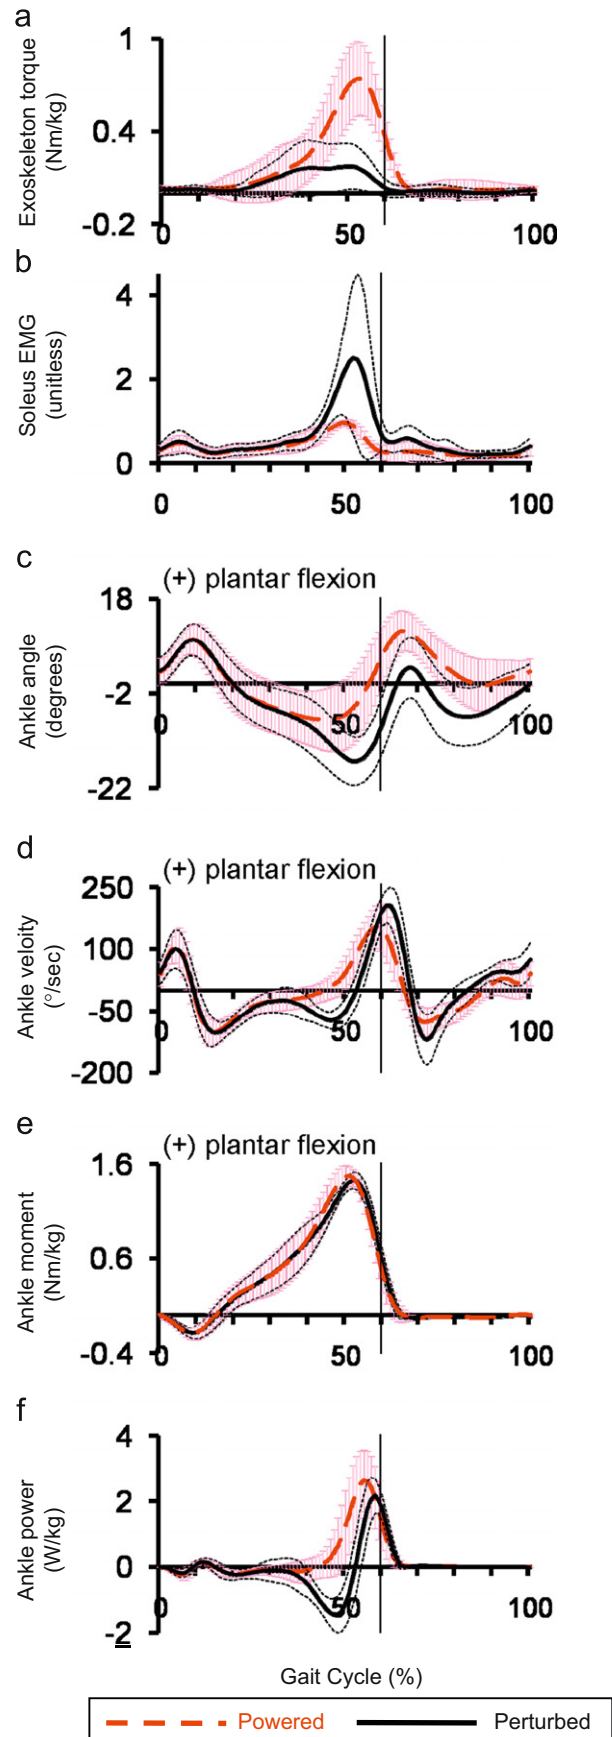 a
Exoskeleton torque
(Nm/kg)
1
0.4
-0.2
0 50 100
b
Soleus EMG
(unitless)
4
2
0
0 50 100
c
(+) plantar flexion
Ankle angle
(degrees)
18
-2
-22
0 50 100
d
(+) plantar flexion
Ankle veloity
(°/sec)
250
100
-50
-200
0 50 100
e
(+) plantar flexion
Ankle moment
(Nm/kg)
1.6
0.6
-0.4
0 50 100
f
Ankle power
(W/kg)
4
2
0
-2
0 50 100
Gait Cycle (%)
Powered Perturbed